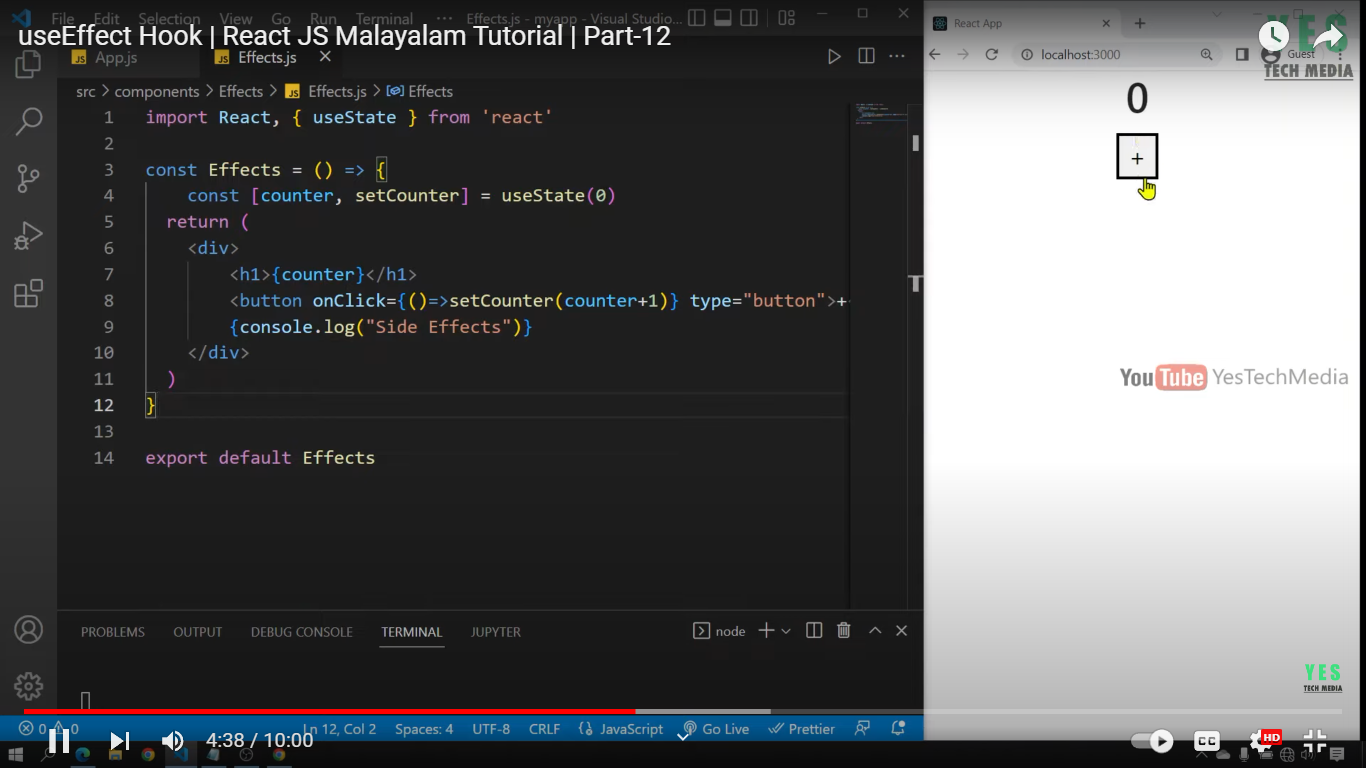 File Edit Selection View Go Run Terminal ··· Effects.js - myapp - Visual Studio...
useEffect Hook | React JS Malayalam Tutorial | Part-12
App.js
Effects.js
src > components > Effects > Effects.js > Effects
1 import React, { useState } from 'react'
2
3 const Effects = () => {
4 const [counter, setCounter] = useState(0)
5 return (
6 <div>
7 <h1>{counter}</h1>
8 <button onClick={()=>setCounter(counter+1)} type="button">+<
9 {console.log("Side Effects")}
10 </div>
11 )
12 }
13
14 export default Effects
PROBLEMS OUTPUT DEBUG CONSOLE TERMINAL JUPYTER
node
0 0 Ln 12, Col 2 Spaces: 4 UTF-8 CRLF {} JavaScript Go Live Prettier
4:38 / 10:00
CC
HD
React App
localhost:3000
Guest
YES
TECH MEDIA
0
+
YouTube YesTechMedia
YES
TECH MEDIA